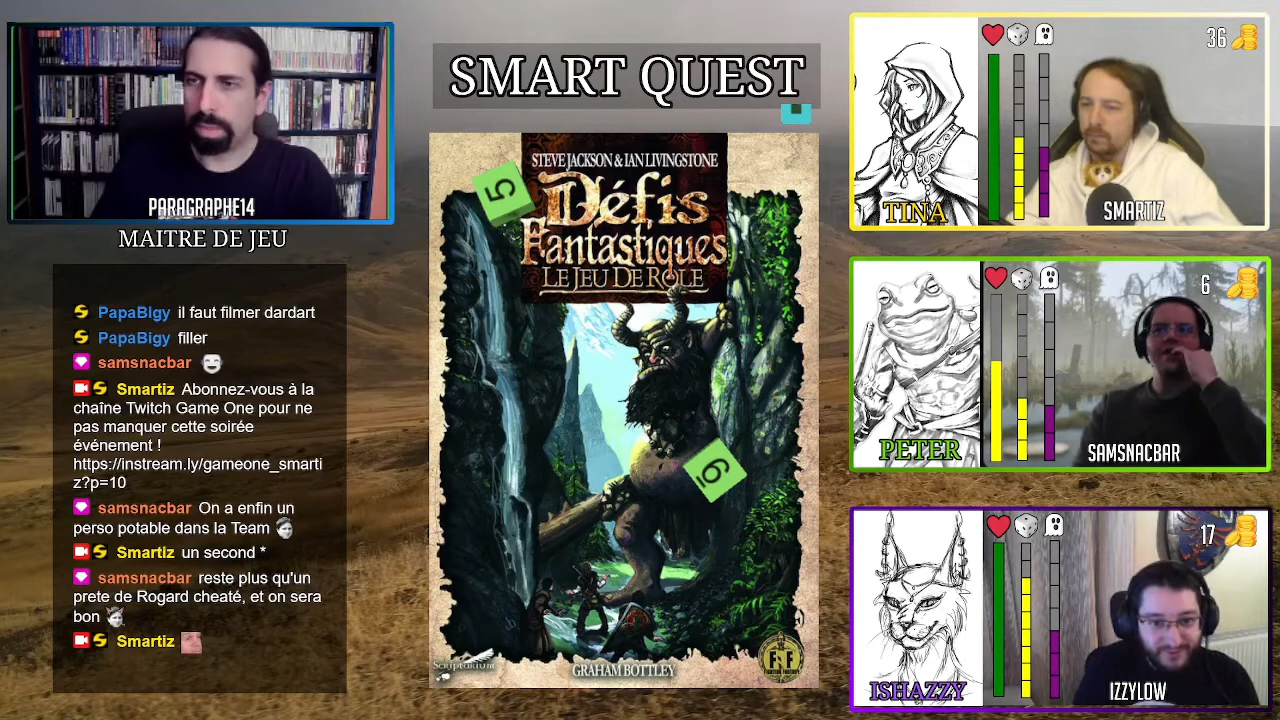 PARAGRAPHE14
MAITRE DE JEU
PapaBIgy il faut filmer dardart
PapaBIgy filler
samsnacbar
Smartiz Abonnez-vous à la
chaîne Twitch Game One pour ne
pas manquer cette soirée
événement !
https://instream.ly/gameone_smarti
z?p=10
samsnacbar On a enfin un
perso potable dans la Team
Smartiz un second *
samsnacbar reste plus qu'un
prete de Rogard cheaté, et on sera
bon
Smartiz
SMART QUEST
STEVE JACKSON & IAN LIVINGSTONE
Défis
Fantastiques
LE JEU DE RÔLE
5
6
SCRIPTARIUM
GRAHAM BOTTLEY
FF
FIGHTING FANTASY
36
TINA
SMARTIZ
6
PETER
SAMSNACBAR
17
ISHAZZY
IZZYLOW